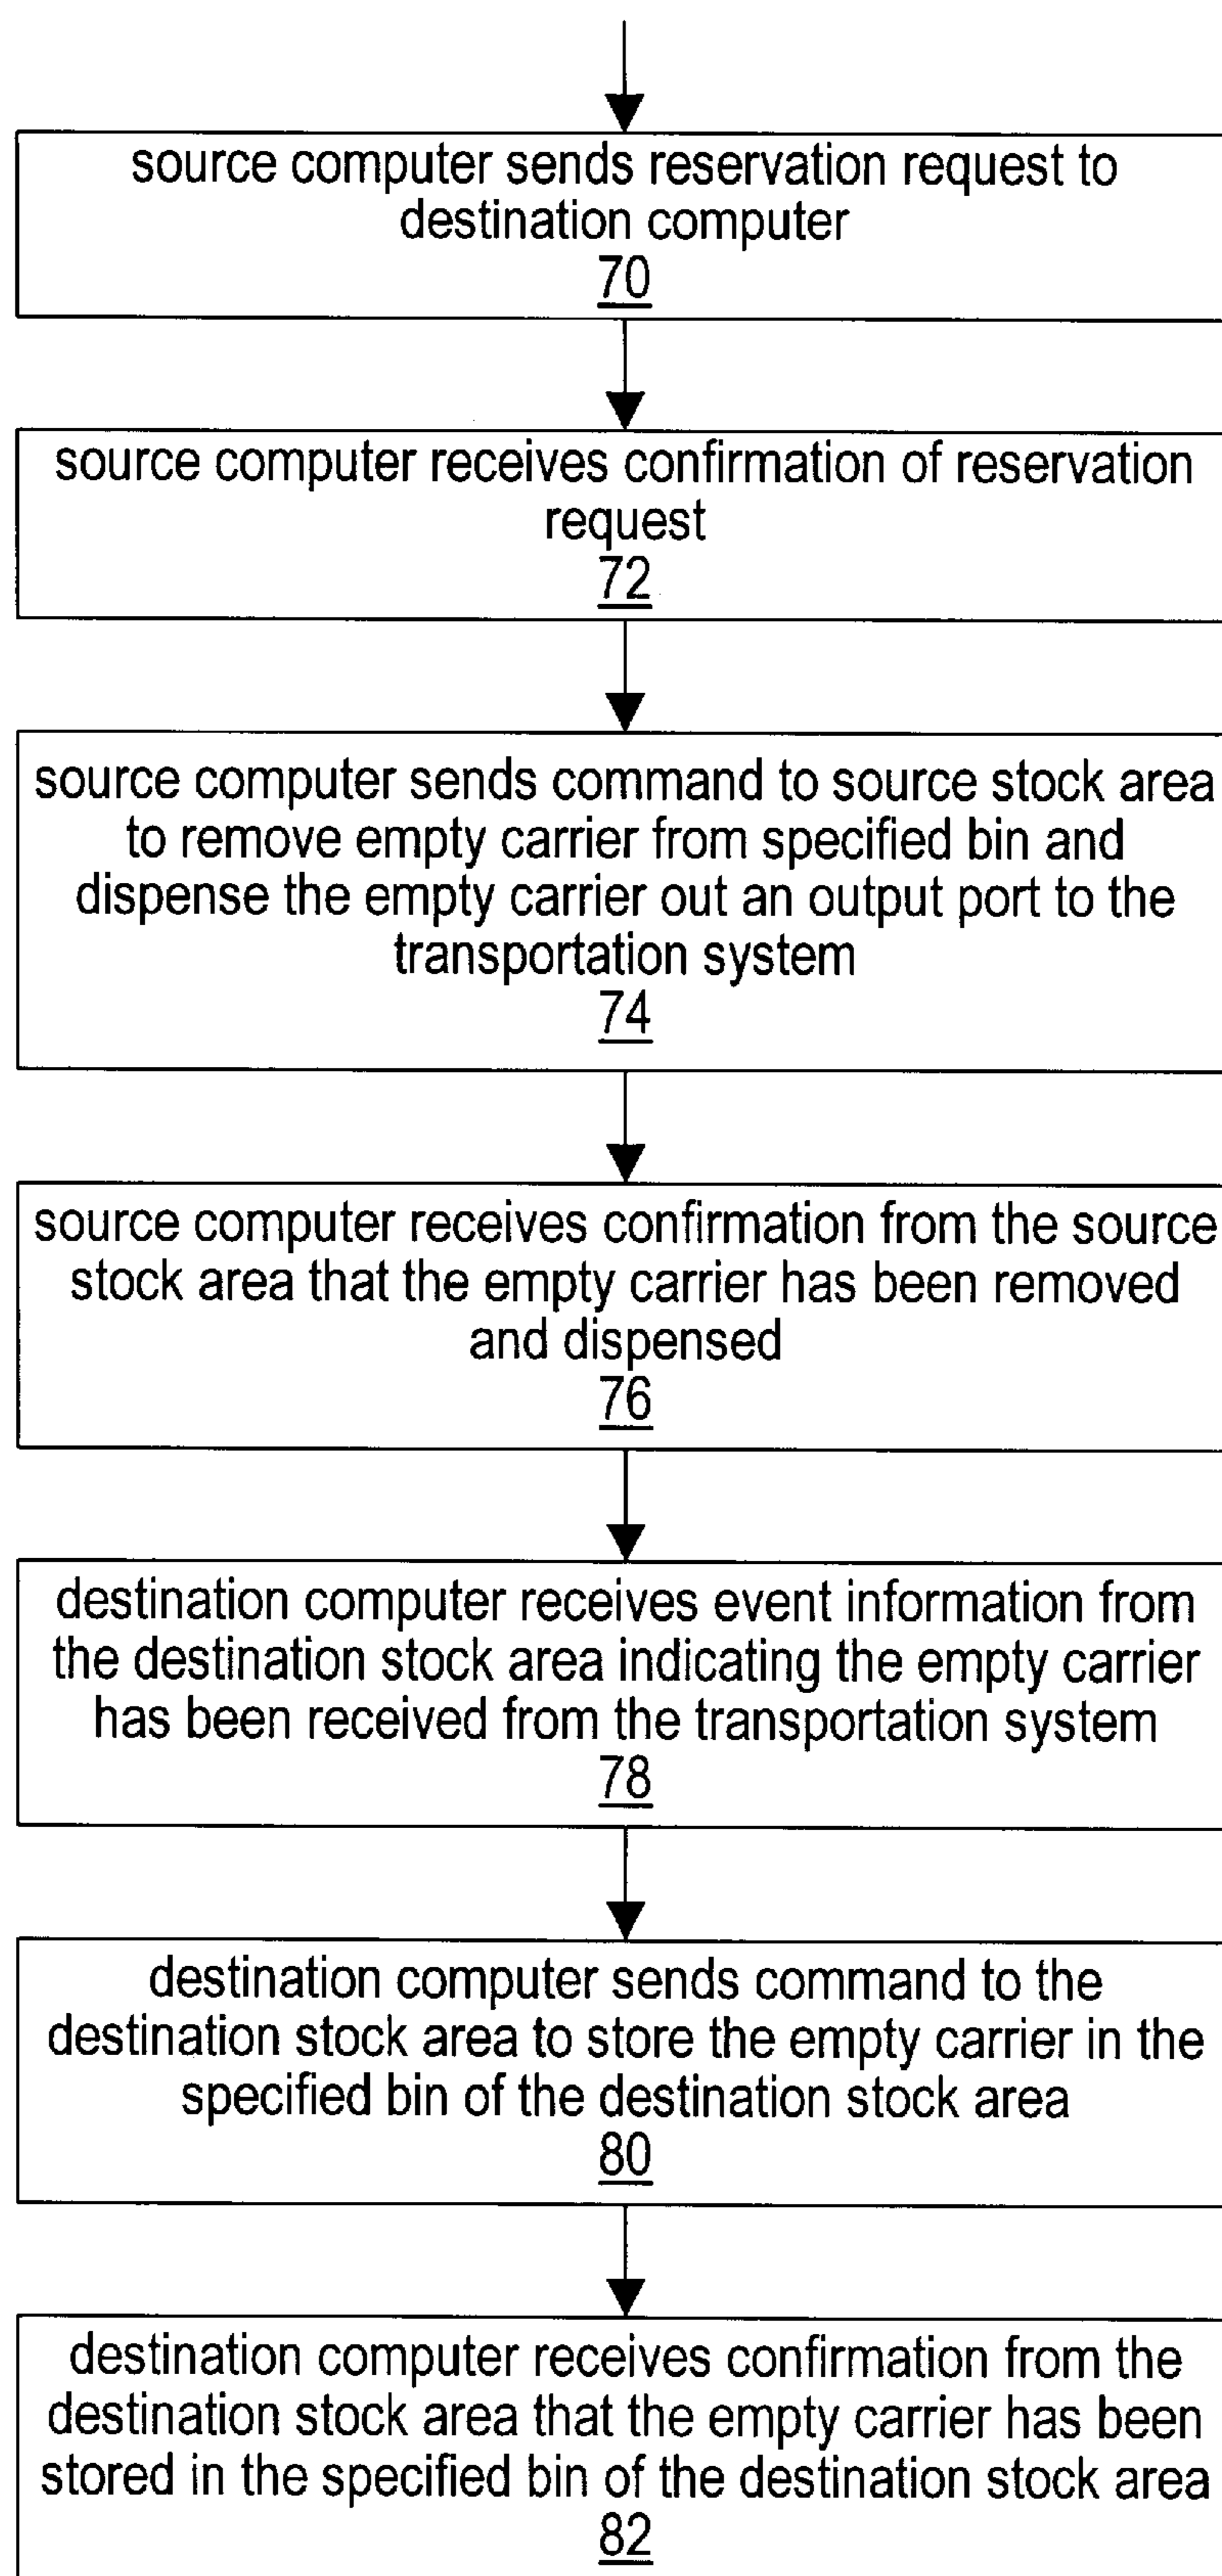 source computer sends reservation request to
destination computer
70
source computer receives confirmation of reservation
request
72
source computer sends command to source stock area
to remove empty carrier from specified bin and
dispense the empty carrier out an output port to the
transportation system
74
source computer receives confirmation from the source
stock area that the empty carrier has been removed
and dispensed
76
destination computer receives event information from
the destination stock area indicating the empty carrier
has been received from the transportation system
78
destination computer sends command to the
destination stock area to store the empty carrier in the
specified bin of the destination stock area
80
destination computer receives confirmation from the
destination stock area that the empty carrier has been
stored in the specified bin of the destination stock area
82